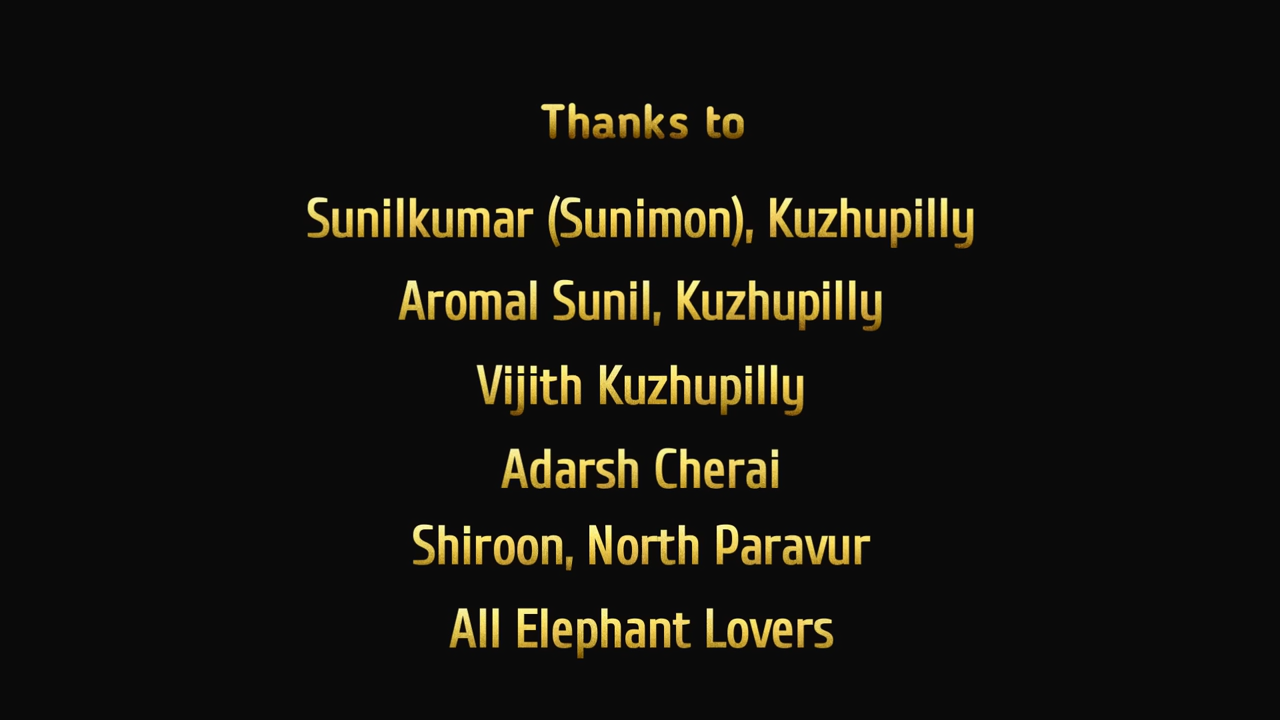 Thanks to
Sunilkumar (Sunimon), Kuzhupilly
Aromal Sunil, Kuzhupilly
Vijith Kuzhupilly
Adarsh Cherai
Shiroon, North Paravur
All Elephant Lovers